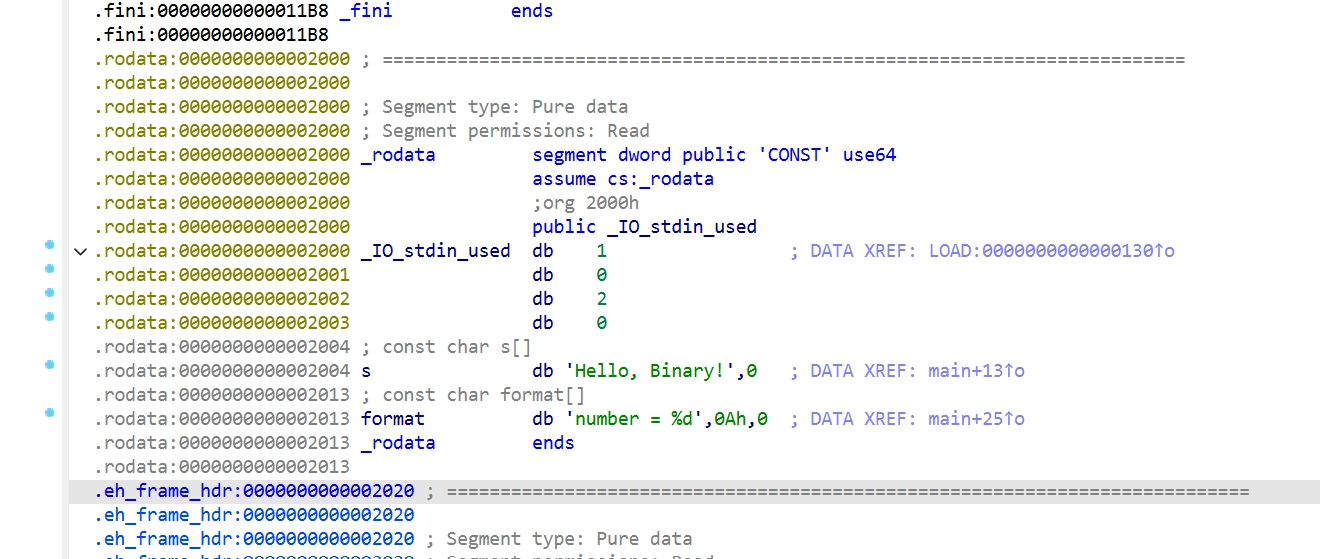 .fini:00000000000011B8 _fini ends
.fini:00000000000011B8
.rodata:0000000000002000 ; ===========================================================================
.rodata:0000000000002000
.rodata:0000000000002000 ; Segment type: Pure data
.rodata:0000000000002000 ; Segment permissions: Read
.rodata:0000000000002000 _rodata segment dword public 'CONST' use64
.rodata:0000000000002000 assume cs:_rodata
.rodata:0000000000002000 ;org 2000h
.rodata:0000000000002000 public _IO_stdin_used
.rodata:0000000000002000 _IO_stdin_used db 1 ; DATA XREF: LOAD:0000000000000130↑o
.rodata:0000000000002001 db 0
.rodata:0000000000002002 db 2
.rodata:0000000000002003 db 0
.rodata:0000000000002004 ; const char s[]
.rodata:0000000000002004 s db 'Hello, Binary!',0 ; DATA XREF: main+13↑o
.rodata:0000000000002013 ; const char format[]
.rodata:0000000000002013 format db 'number = %d',0Ah,0 ; DATA XREF: main+25↑o
.rodata:0000000000002013 _rodata ends
.rodata:0000000000002013
.eh_frame_hdr:0000000000002020 ; ===========================================================================
.eh_frame_hdr:0000000000002020
.eh_frame_hdr:0000000000002020 ; Segment type: Pure data